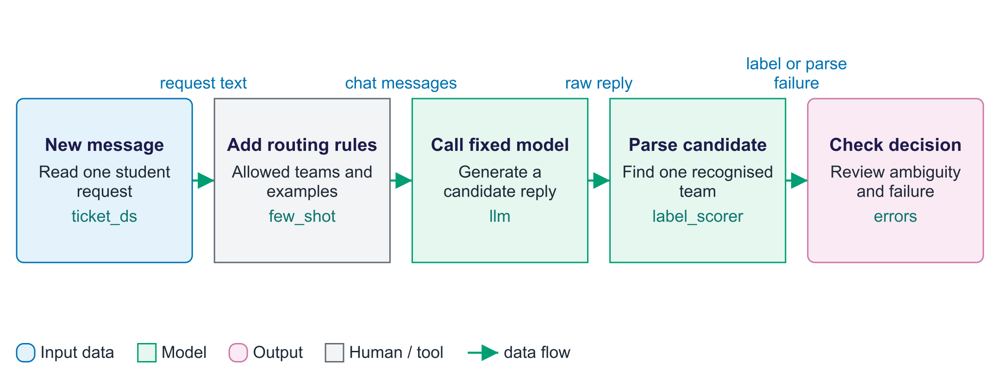 request text
chat messages
raw reply
label or parse
failure
New message
Read one student
request
ticket_ds
Add routing rules
Allowed teams and
examples
few_shot
Call fixed model
Generate a
candidate reply
llm
Parse candidate
Find one recognised
team
label_scorer
Check decision
Review ambiguity
and failure
errors
Input data
Model
Output
Human / tool
data flow